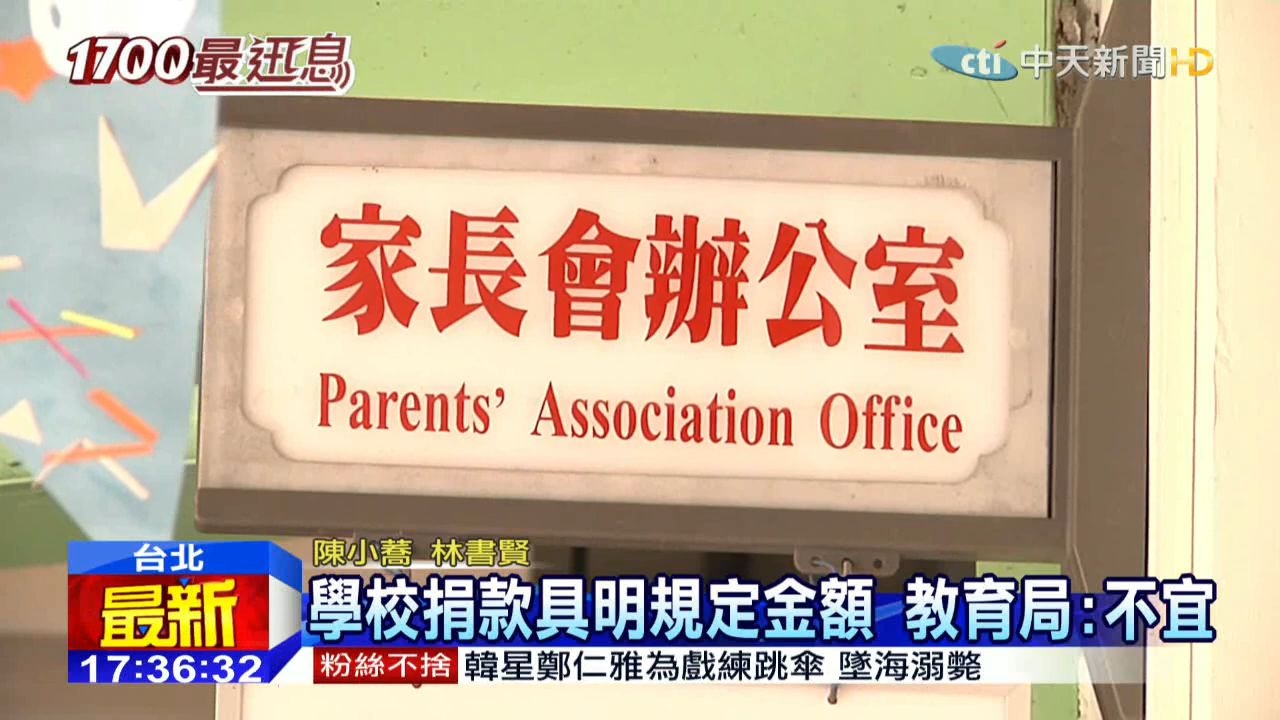 1700最迅息
cti 中天新聞HD
家長會辦公室
Parents' Association Office
陳小蕎 林書賢
台北
最新
學校捐款具明規定金額 教育局:不宜
17:36:32
粉絲不捨 韓星鄭仁雅為戲練跳傘 墜海溺斃